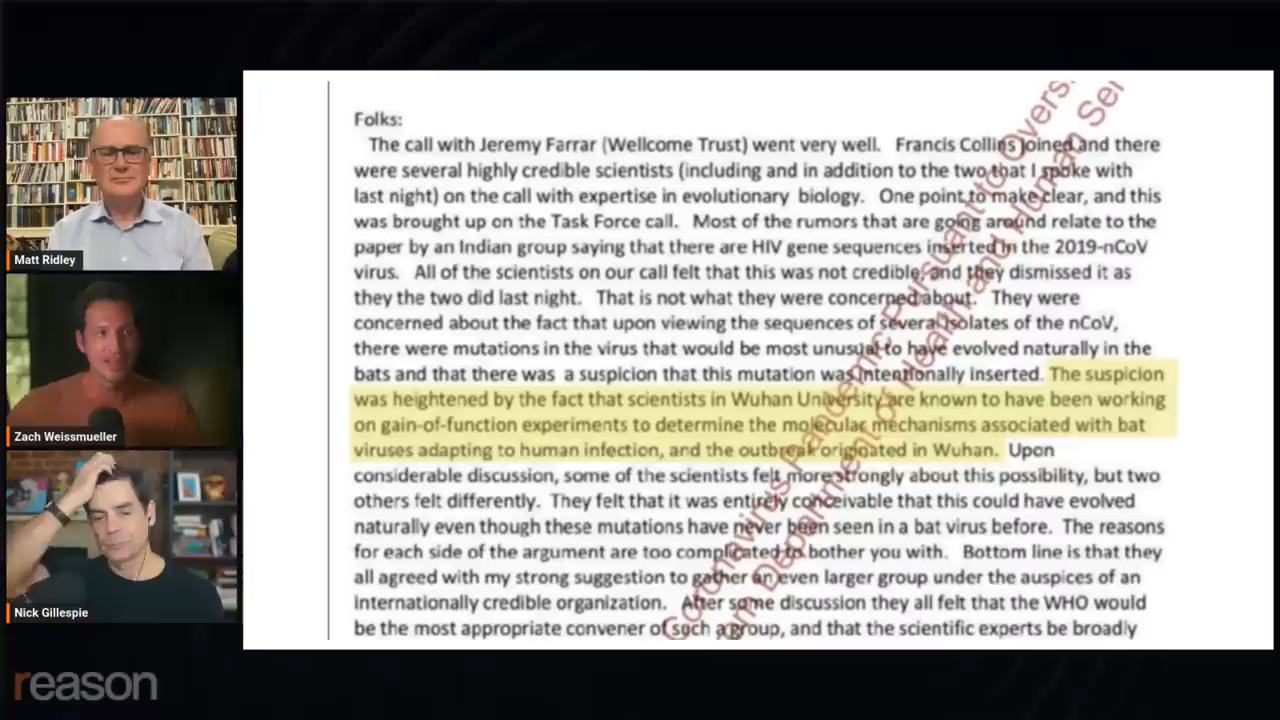 Folks:
The call with Jeremy Farrar (Wellcome Trust) went very well. Francis Collins joined and there
were several highly credible scientists (including and in addition to the two that I spoke with
last night) on the call with expertise in evolutionary biology. One point to make clear, and this
was brought up on the Task Force call. Most of the rumors that are going around relate to the
paper by an Indian group saying that there are HIV gene sequences inserted in the 2019-nCoV
virus. All of the scientists on our call felt that this was not credible, and they dismissed it as
they the two did last night. That is not what they were concerned about. They were
concerned about the fact that upon viewing the sequences of several isolates of the nCoV,
there were mutations in the virus that would be most unusual to have evolved naturally in the
bats and that there was a suspicion that this mutation was intentionally inserted. The suspicion
was heightened by the fact that scientists in Wuhan University are known to have been working
on gain-of-function experiments to determine the molecular mechanisms associated with bat
viruses adapting to human infection, and the outbreak originated in Wuhan. Upon
considerable discussion, some of the scientists felt more strongly about this possibility, but two
others felt differently. They felt that it was entirely conceivable that this could have evolved
naturally even though these mutations have never been seen in a bat virus before. The reasons
for each side of the argument are too complicated to bother you with. Bottom line is that they
all agreed with my strong suggestion to gather an even larger group under the auspices of an
internationally credible organization. After some discussion they all felt that the WHO would
be the most appropriate convener of such a group, and that the scientific experts be broadly
Coronavirus Pandemic Pursuant to Overs
Department of Health and Human Ser
Matt Ridley
Zach Weissmueller
Nick Gillespie
reason